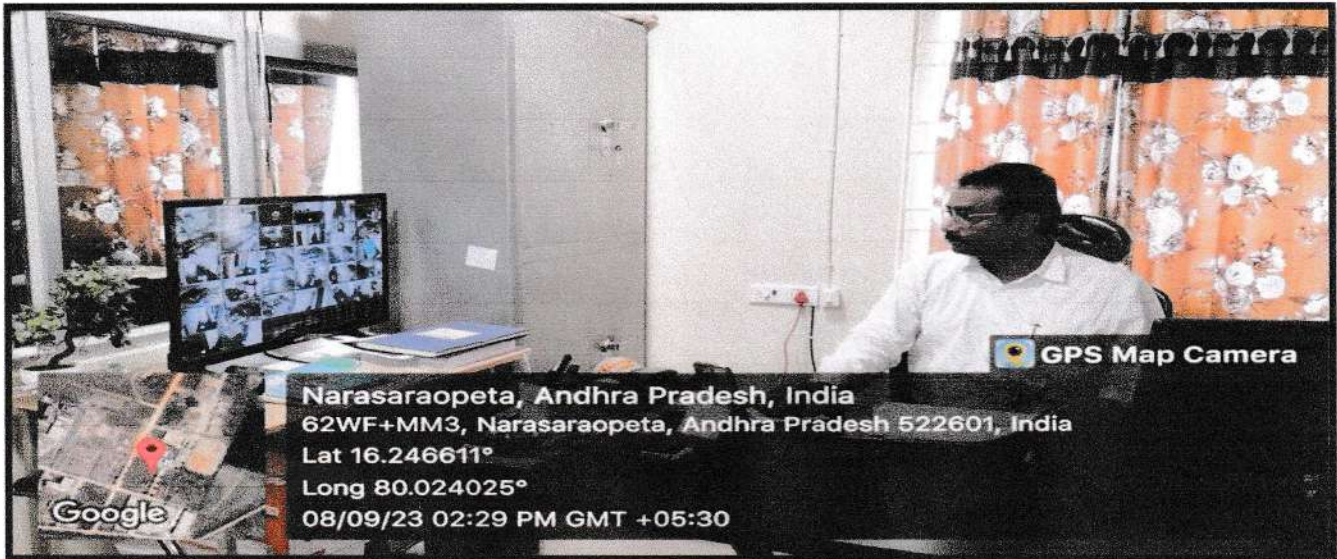 GPS Map Camera
Narasaraopeta, Andhra Pradesh, India
62WF+MM3, Narasaraopeta, Andhra Pradesh 522601, India
Lat 16.246611°
Long 80.024025°
08/09/23 02:29 PM GMT +05:30
Google